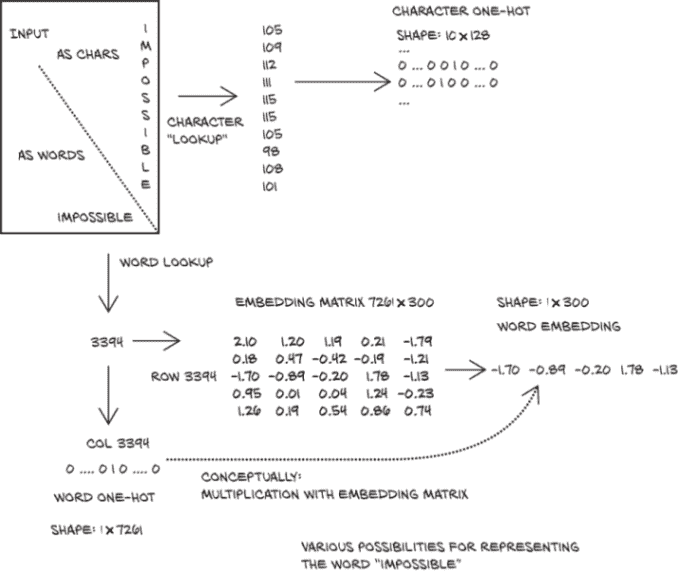 INPUT
AS CHARS
I
M
P
O
S
S
I
B
L
E
AS WORDS
IMPOSSIBLE
CHARACTER
"LOOKUP"
105
109
112
111
115
115
105
98
108
101
CHARACTER ONE-HOT
SHAPE: 10 x 128
...
0 ... 0 0 1 0 ... 0
0 ... 0 1 0 0 ... 0
...
WORD LOOKUP
3394
EMBEDDING MATRIX 7261 x 300
2.10 1.20 1.19 0.21 -1.79
0.18 0.47 -0.42 -0.19 -1.21
ROW 3394 -1.70 -0.89 -0.20 1.78 -1.13
0.95 0.01 0.04 1.24 -0.23
1.26 0.19 0.54 0.86 0.74
SHAPE: 1 x 300
WORD EMBEDDING
-1.70 -0.89 -0.20 1.78 -1.13
COL 3394
0 .... 0 1 0 .... 0
WORD ONE-HOT
SHAPE: 1 x 7261
CONCEPTUALLY:
MULTIPLICATION WITH EMBEDDING MATRIX
VARIOUS POSSIBILITIES FOR REPRESENTING
THE WORD "IMPOSSIBLE"